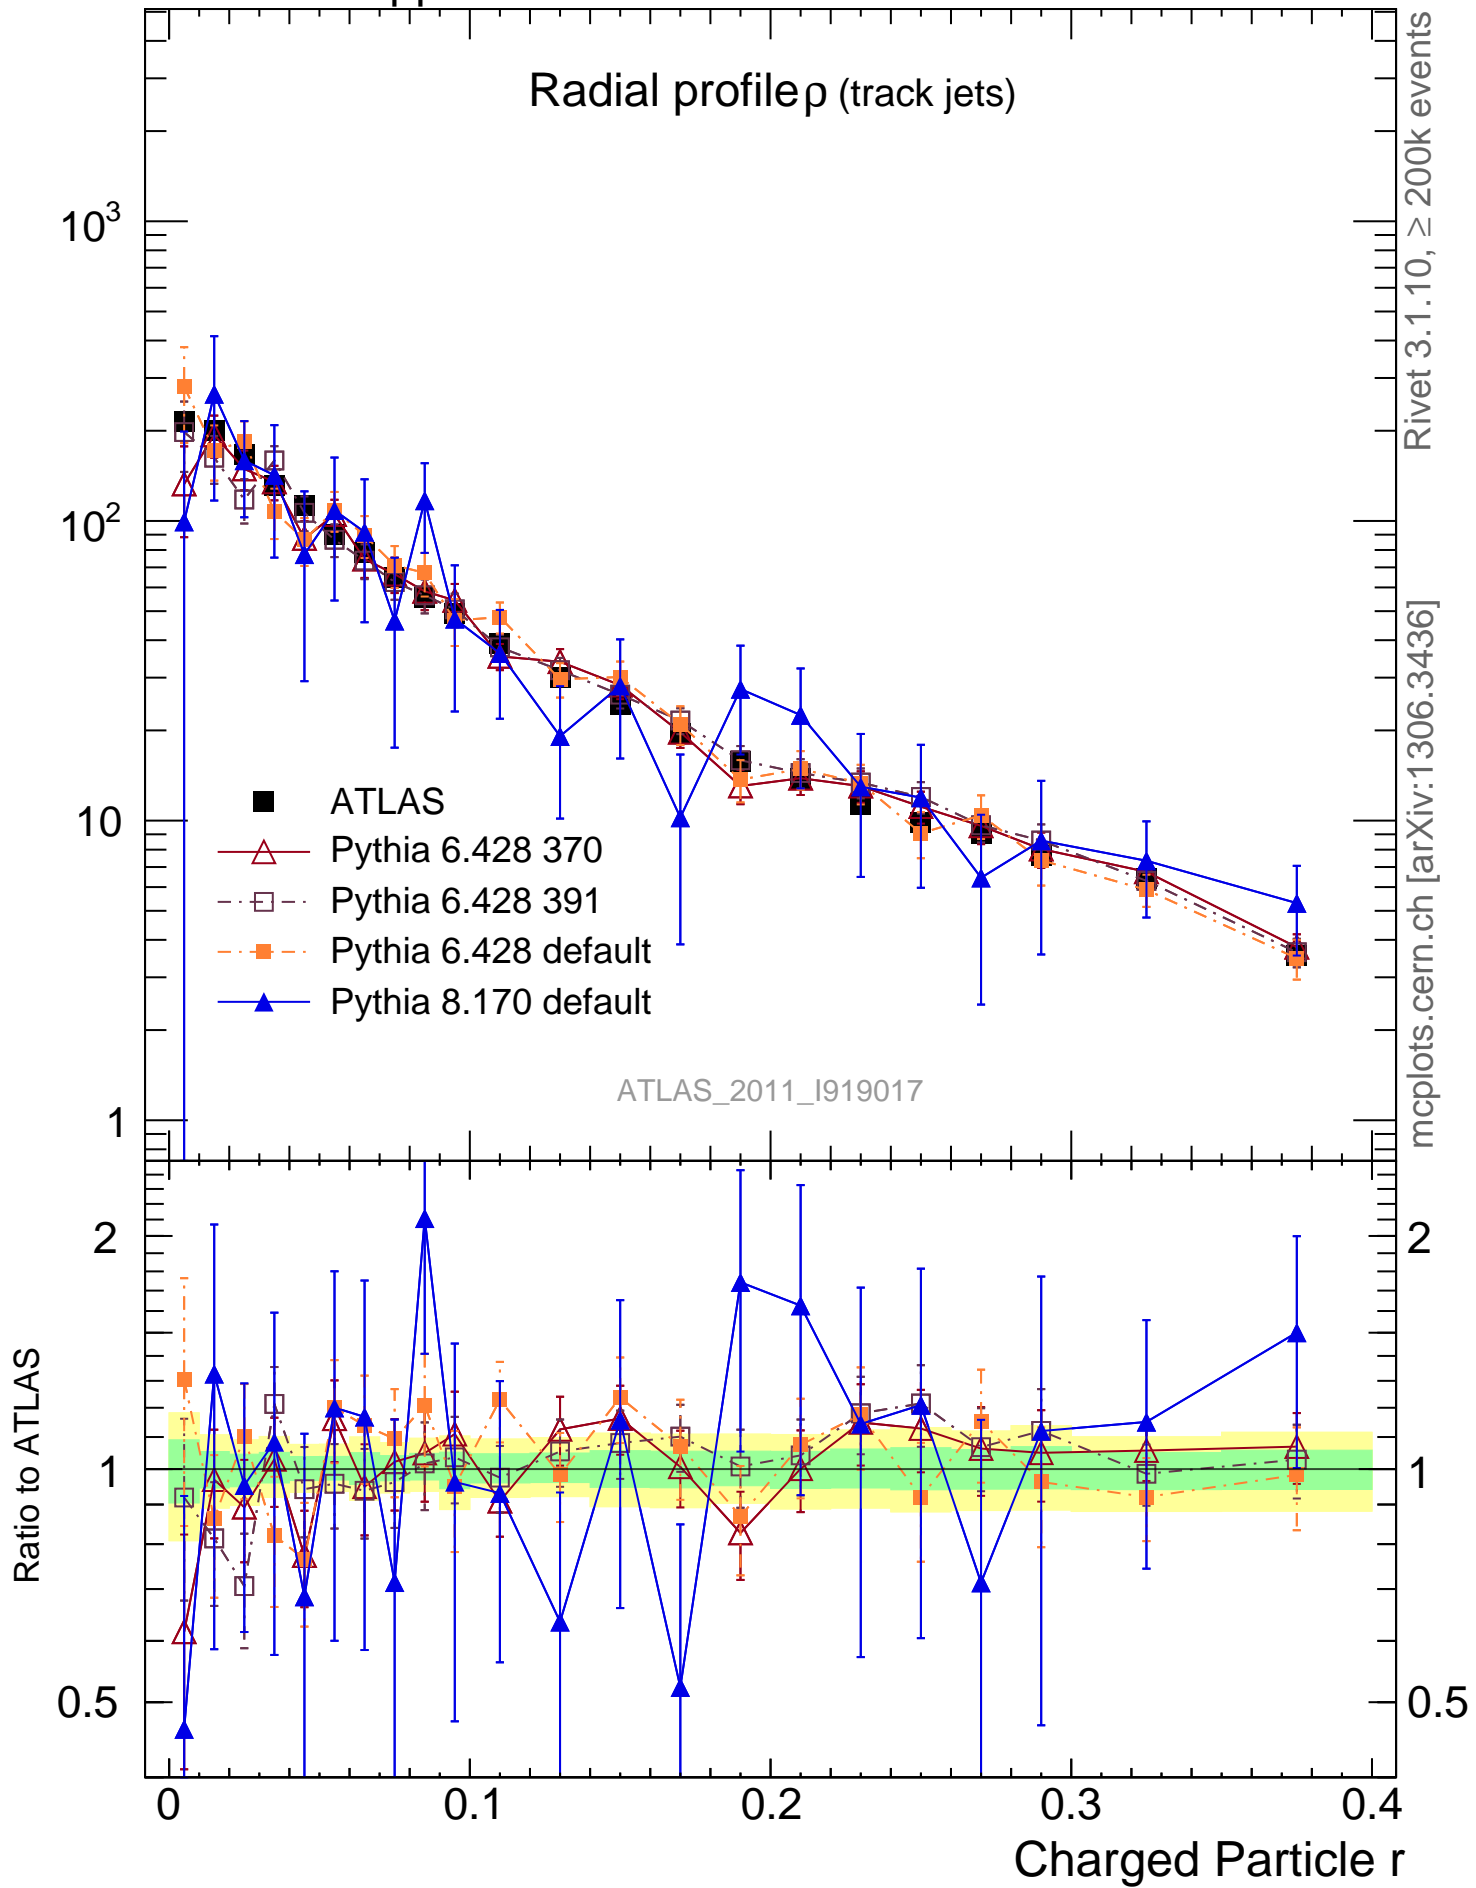 Radial profile ρ (track jets)
10³
10²
10
1
ATLAS
Pythia 6.428 370
Pythia 6.428 391
Pythia 6.428 default
Pythia 8.170 default
ATLAS_2011_I919017
Rivet 3.1.10, ≥ 200k events
mcplots.cern.ch [arXiv:1306.3436]
Ratio to ATLAS
2
1
0.5
2
1
0.5
0 0.1 0.2 0.3 0.4
Charged Particle r